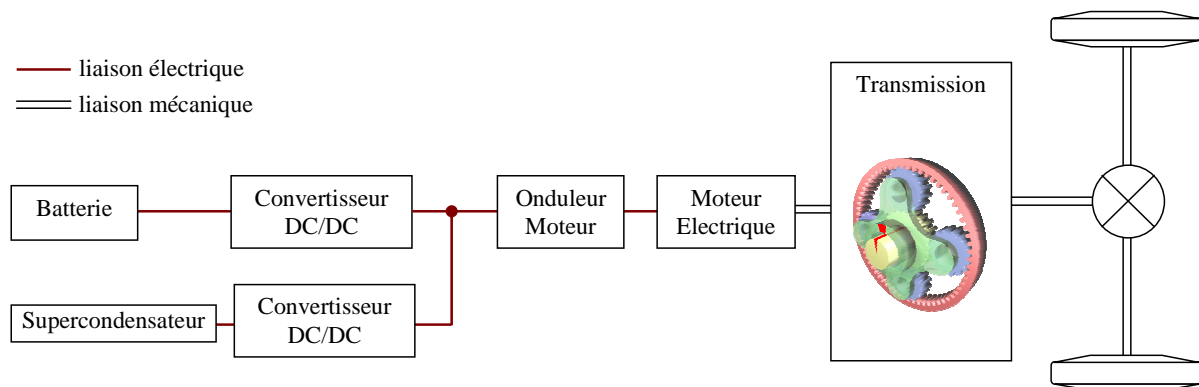 liaison électrique
liaison mécanique
Transmission
Batterie
Convertisseur
DC/DC
Onduleur
Moteur
Moteur
Electrique
Supercondensateur
Convertisseur
DC/DC